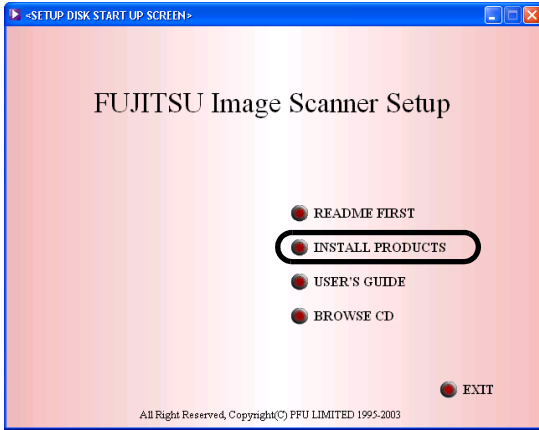 <SETUP DISK START UP SCREEN>
FUJITSU Image Scanner Setup
README FIRST
INSTALL PRODUCTS
USER'S GUIDE
BROWSE CD
EXIT
All Right Reserved, Copyright(C) PFU LIMITED 1995-2003